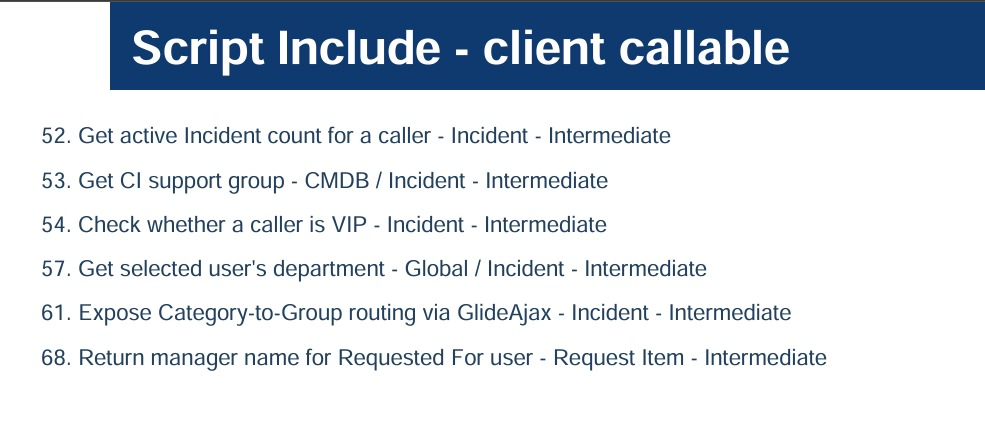 Script Include - client callable
52. Get active Incident count for a caller - Incident - Intermediate
53. Get CI support group - CMDB / Incident - Intermediate
54. Check whether a caller is VIP - Incident - Intermediate
57. Get selected user's department - Global / Incident - Intermediate
61. Expose Category-to-Group routing via GlideAjax - Incident - Intermediate
68. Return manager name for Requested For user - Request Item - Intermediate